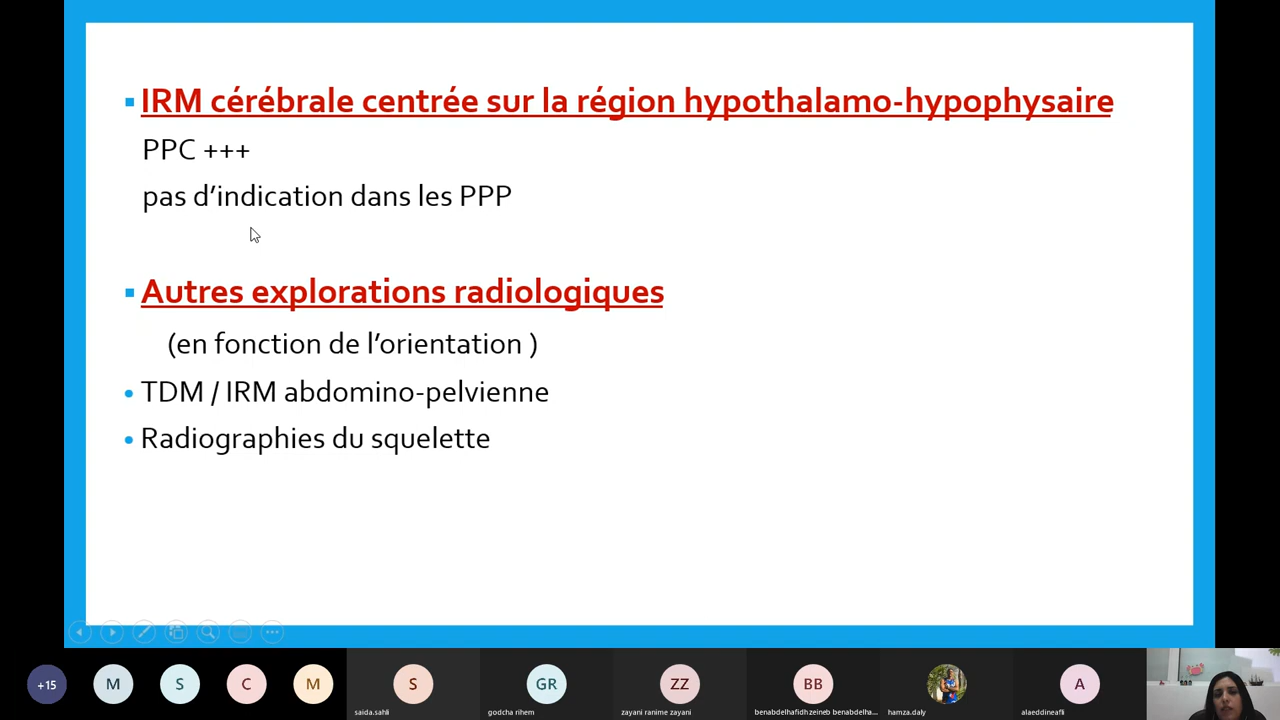 IRM cérébrale centrée sur la région hypothalamo-hypophysaire
PPC +++
pas d’indication dans les PPP
Autres explorations radiologiques
(en fonction de l’orientation )
TDM / IRM abdomino-pelvienne
Radiographies du squelette
+15
M
S
C
M
S
GR
ZZ
BB
A
saida.sahli
godcha rihem
zayani ranime zayani
benabdelhafidhzeineb benabdelha...
hamza.daly
alaeddineafli